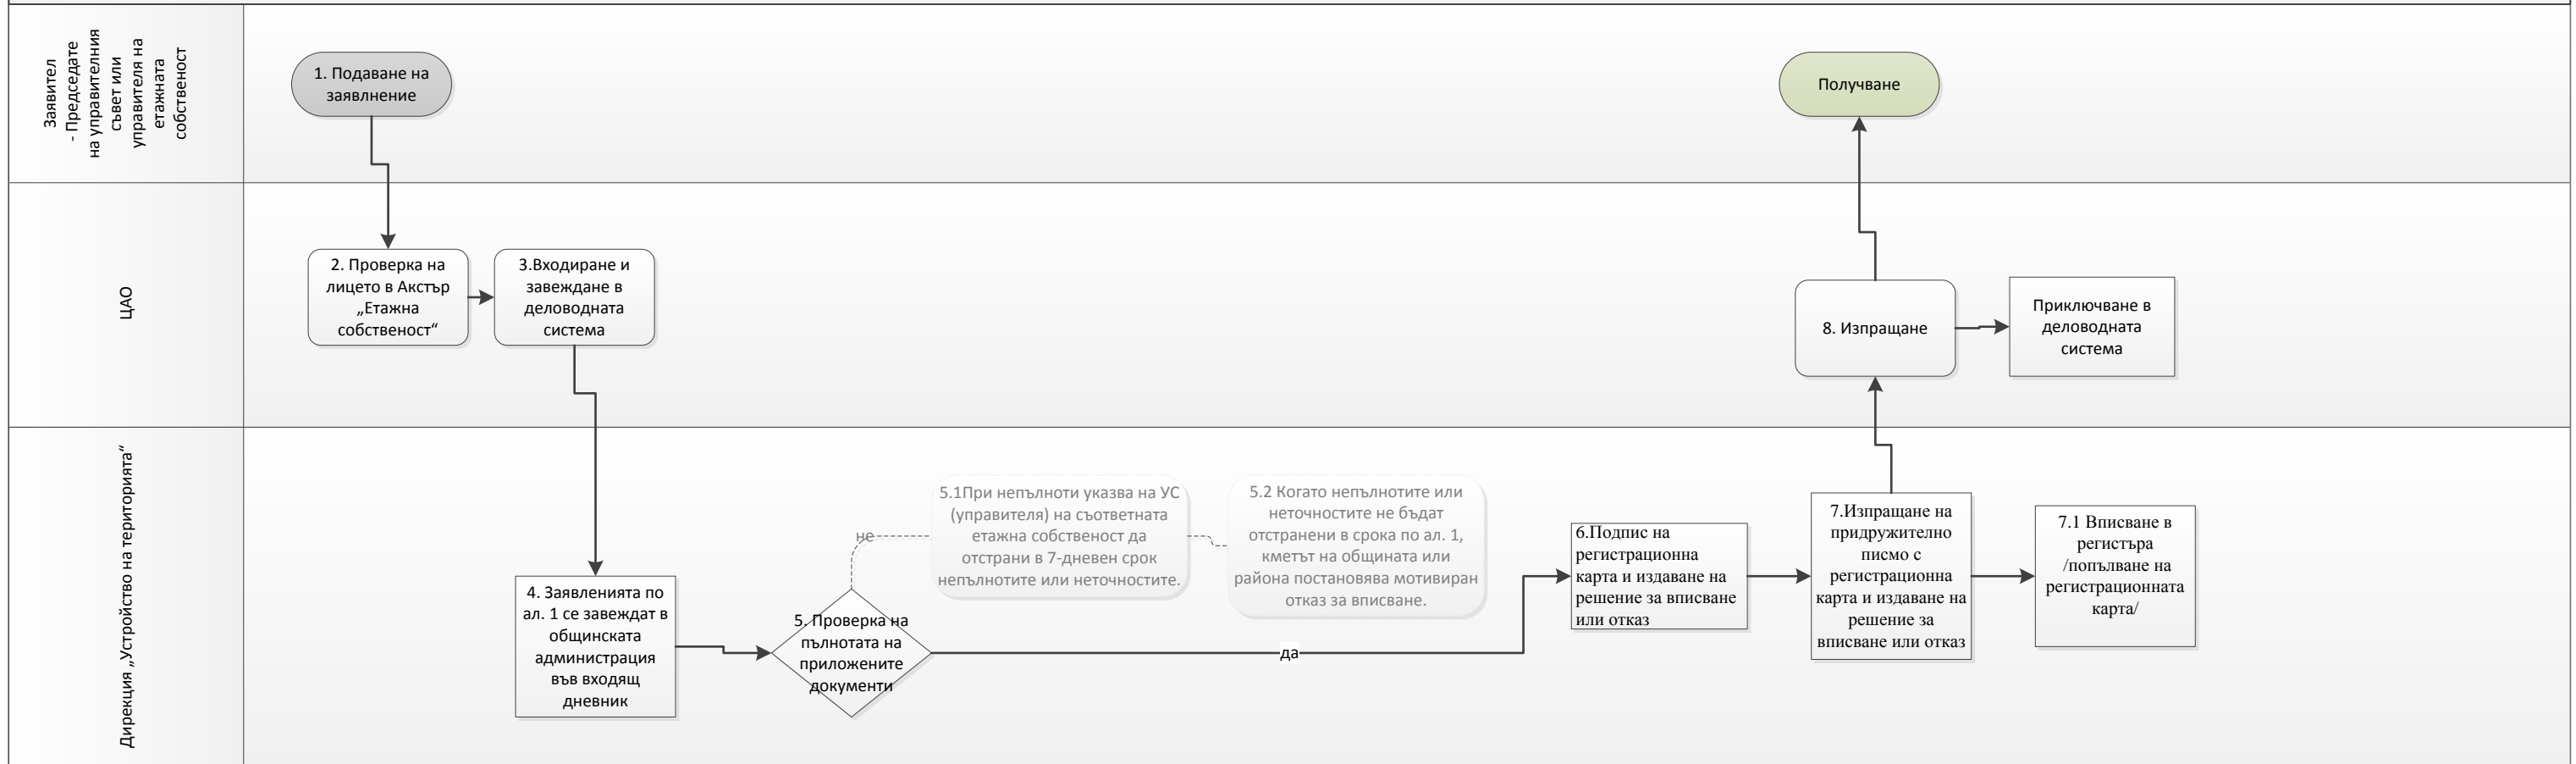 Заявител
- Председате
на управителния
съвет или
управителя на
етажната
собственост
1. Подаване на
заявлнение
Получване
ЦАО
2. Проверка на
лицето в Акстър
„Етажна
собственост“
3.Входиране и
завеждане в
деловодната
система
8. Изпращане
Приключване в
деловодната
система
Дирекция „Устройство на територията“
4. Заявленията по
ал. 1 се завеждат в
общинската
администрация
във входящ
дневник
5. Проверка на
пълнотата на
приложените
документи
не
5.1При непълноти указва на УС
(управителя) на съответната
етажна собственост да
отстрани в 7-дневен срок
непълнотите или неточностите.
5.2 Когато непълнотите или
неточностите не бъдат
отстранени в срока по ал. 1,
кметът на общината или
района постановява мотивиран
отказ за вписване.
да
6.Подпис на
регистрационна
карта и издаване на
решение за вписване
или отказ
7.Изпращане на
придружително
писмо с
регистрационна
карта и издаване на
решение за
вписване или отказ
7.1 Вписване в
регистъра
/попълване на
регистрационната
карта/